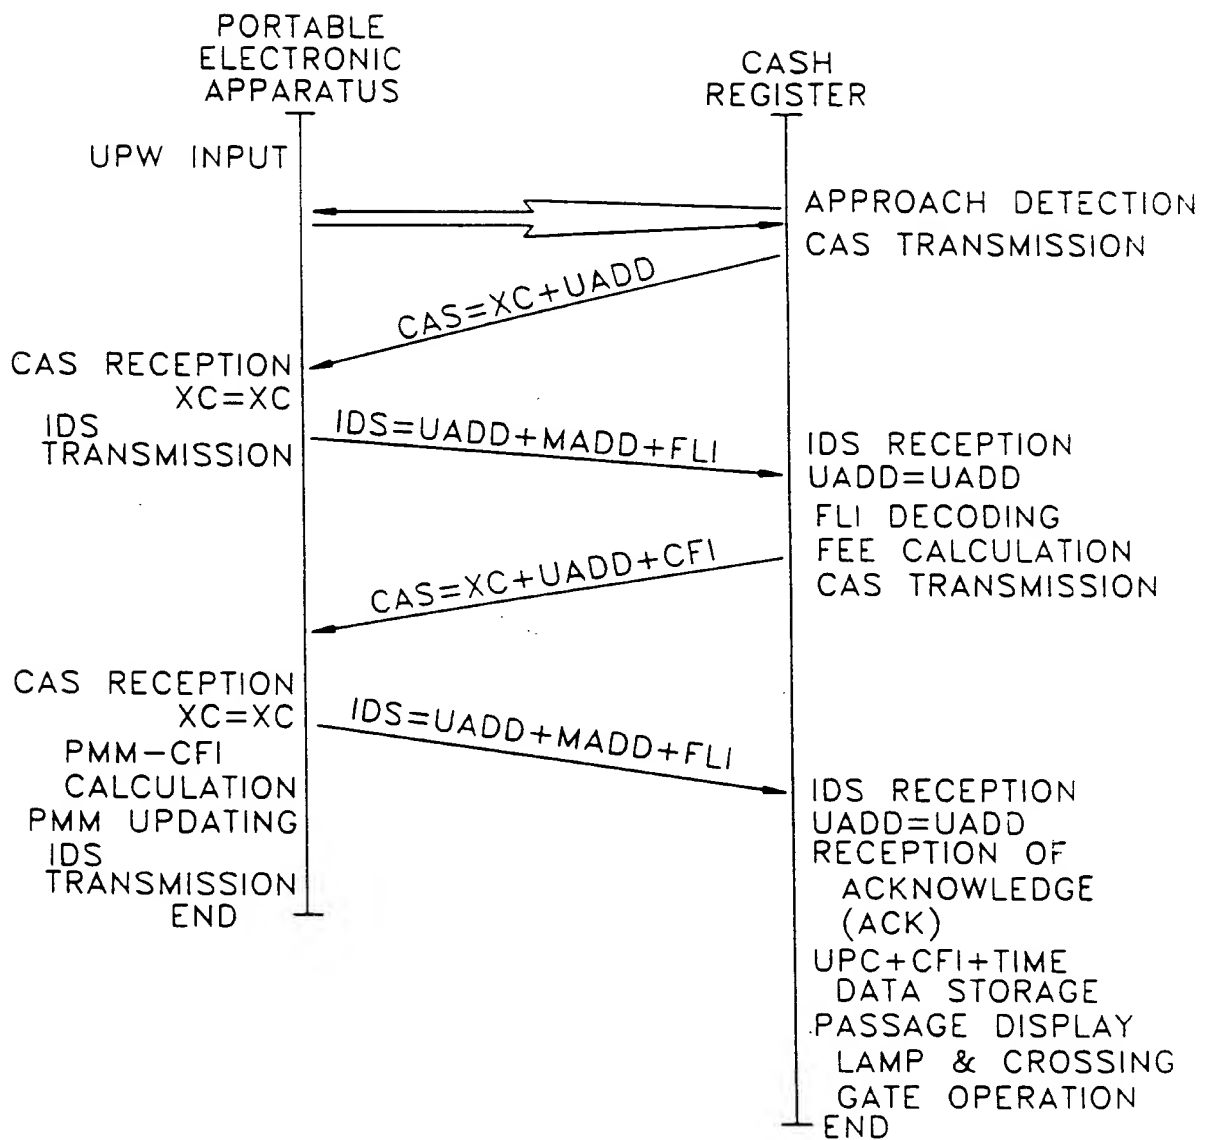 PORTABLE
ELECTRONIC
APPARATUS
CASH
REGISTER
UPW INPUT
APPROACH DETECTION
CAS TRANSMISSION
CAS=XC+UADD
CAS RECEPTION
XC=XC
IDS
TRANSMISSION
IDS=UADD+MADD+FLI
IDS RECEPTION
UADD=UADD
FLI DECODING
FEE CALCULATION
CAS TRANSMISSION
CAS=XC+UADD+CFI
CAS RECEPTION
XC=XC
IDS=UADD+MADD+FLI
PMM-CFI
CALCULATION
PMM UPDATING
IDS
TRANSMISSION
END
IDS RECEPTION
UADD=UADD
RECEPTION OF
ACKNOWLEDGE
(ACK)
UPC+CFI+TIME
DATA STORAGE
PASSAGE DISPLAY
LAMP & CROSSING
GATE OPERATION
END